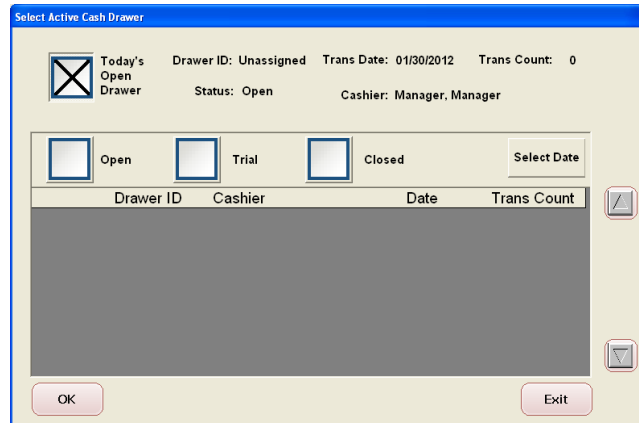 Select Active Cash Drawer
Today's Open Drawer
Drawer ID: Unassigned Trans Date: 01/30/2012 Trans Count: 0
Status: Open Cashier: Manager, Manager
Open Trial Closed Select Date
Drawer ID Cashier Date Trans Count
OK Exit